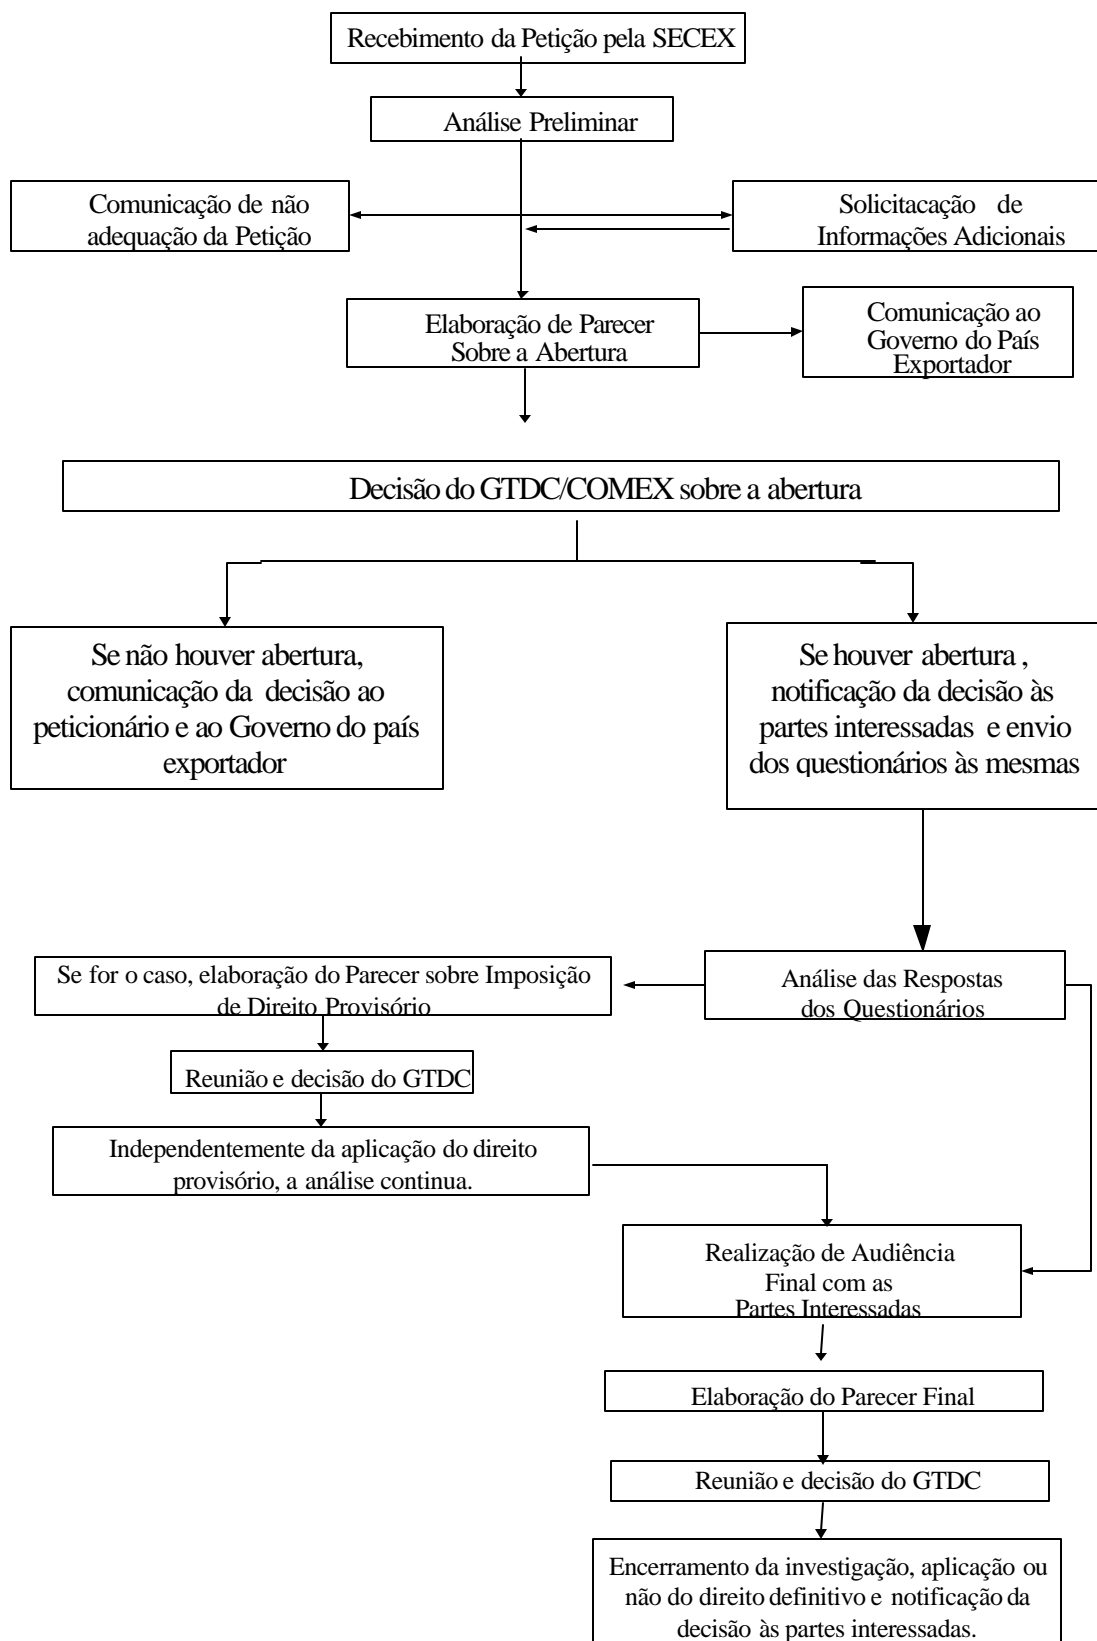 Recebimento da Petição pela SECEX
Análise Preliminar
Comunicação de não
adequação da Petição
Solicitacação de
Informações Adicionais
Elaboração de Parecer
Sobre a Abertura
Comunicação ao
Governo do País
Exportador
Decisão do GTDC/COMEX sobre a abertura
Se não houver abertura,
comunicação da decisão ao
peticionário e ao Governo do país
exportador
Se houver abertura ,
notificação da decisão às
partes interessadas e envio
dos questionários às mesmas
Se for o caso, elaboração do Parecer sobre Imposição
de Direito Provisório
Análise das Respostas
dos Questionários
Reunião e decisão do GTDC
Independentemente da aplicação do direito
provisório, a análise continua.
Realização de Audiência
Final com as
Partes Interessadas
Elaboração do Parecer Final
Reunião e decisão do GTDC
Encerramento da investigação, aplicação ou
não do direito definitivo e notificação da
decisão às partes interessadas.